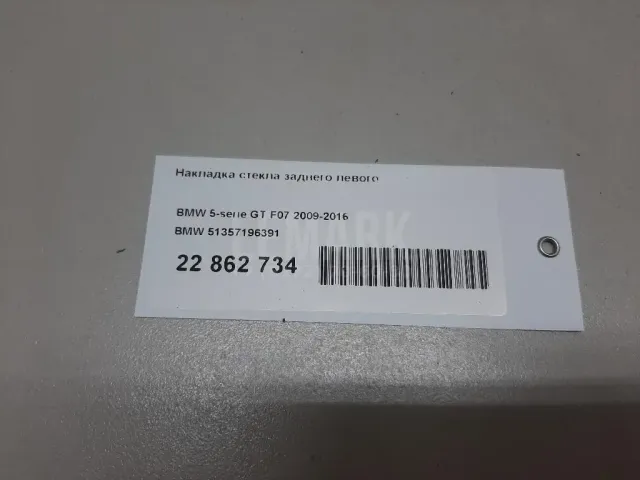 Накладка стекла заднего левого
BMW 5-serie GT F07 2009-2016
BMW 51357196391
22 862 734